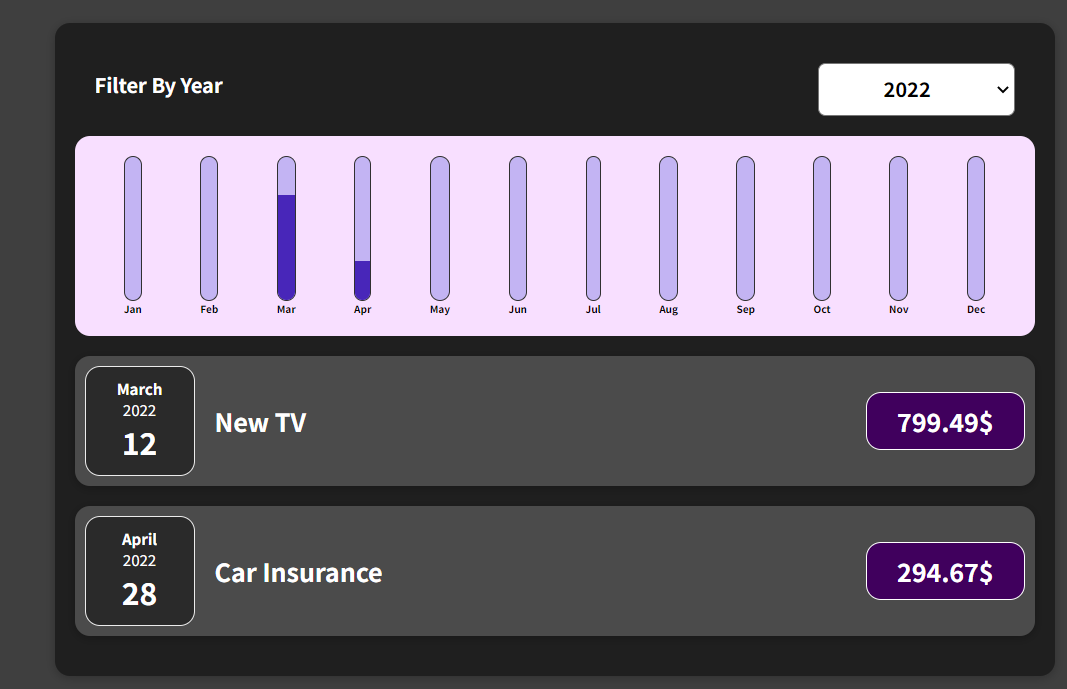 Filter By Year
2022
Jan Feb Mar Apr May Jun Jul Aug Sep Oct Nov Dec
March
2022
12
New TV
799.49$
April
2022
28
Car Insurance
294.67$